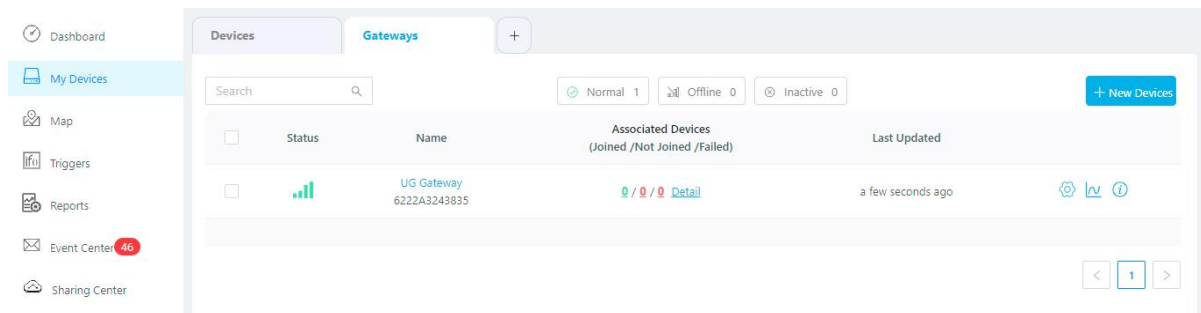 Dashboard
My Devices
Map
Triggers
Reports
Event Center 46
Sharing Center
Devices
Gateways
+
Search
Normal 1
Offline 0
Inactive 0
+ New Devices
Status
Name
Associated Devices
(Joined /Not Joined /Failed)
Last Updated
UG Gateway
6222A3243835
0 / 0 / 0 Detail
a few seconds ago
< 1 >